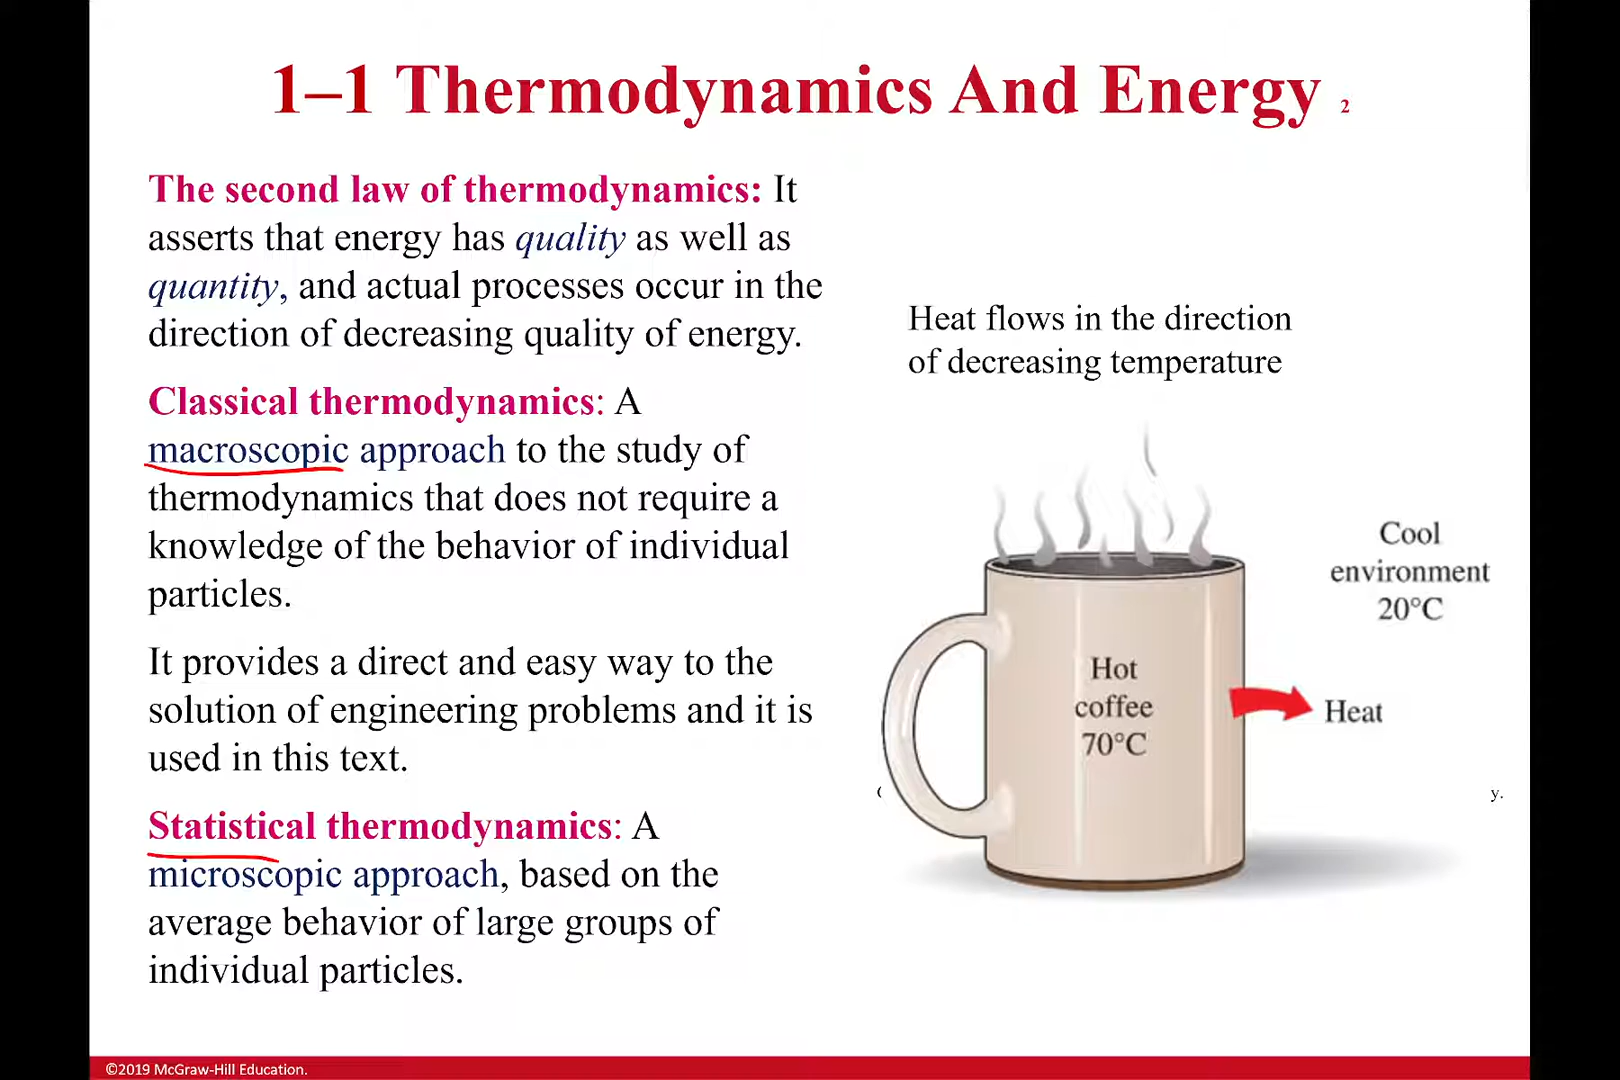 1–1 Thermodynamics And Energy 2
The second law of thermodynamics: It
asserts that energy has quality as well as
quantity, and actual processes occur in the
direction of decreasing quality of energy.
Classical thermodynamics: A
macroscopic approach to the study of
thermodynamics that does not require a
knowledge of the behavior of individual
particles.
It provides a direct and easy way to the
solution of engineering problems and it is
used in this text.
Statistical thermodynamics: A
microscopic approach, based on the
average behavior of large groups of
individual particles.
Heat flows in the direction
of decreasing temperature
Cool
environment
20°C
Hot
coffee
70°C
Heat
y.
©2019 McGraw-Hill Education.